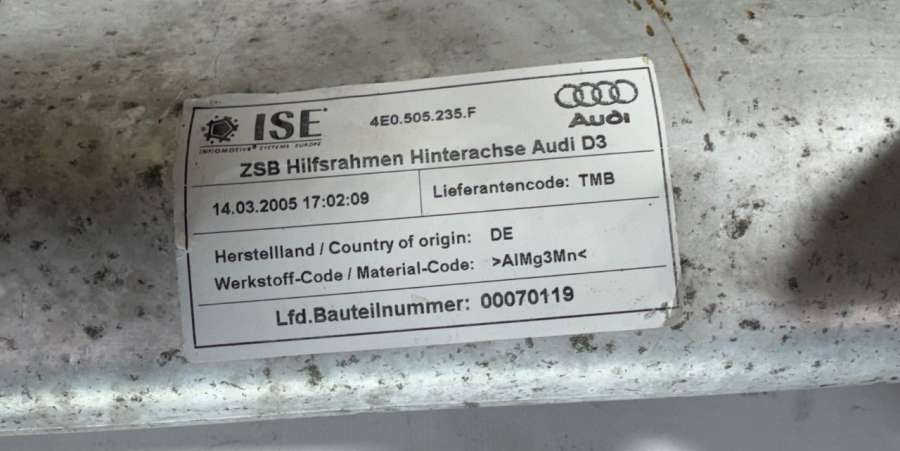 ISE
INNOMOTIVE SYSTEMS EUROPE
4E0.505.235.F
Audi
ZSB Hilfsrahmen Hinterachse Audi D3
14.03.2005 17:02:09
Lieferantencode: TMB
Herstellland / Country of origin: DE
Werkstoff-Code / Material-Code: >AlMg3Mn<
Lfd.Bauteilnummer: 00070119